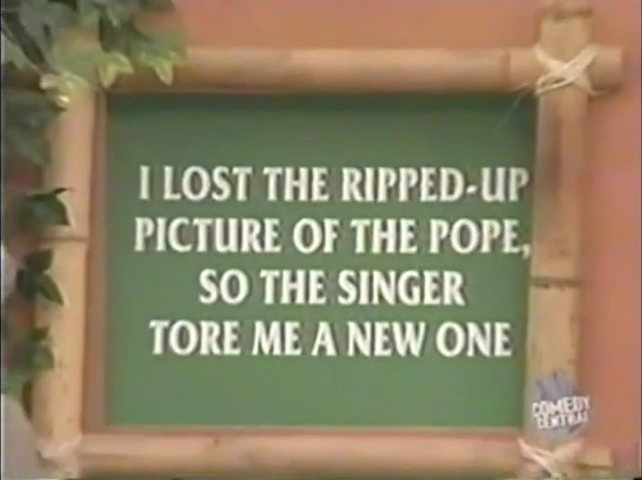 I LOST THE RIPPED-UP
PICTURE OF THE POPE,
SO THE SINGER
TORE ME A NEW ONE
COMEDY
CENTRAL